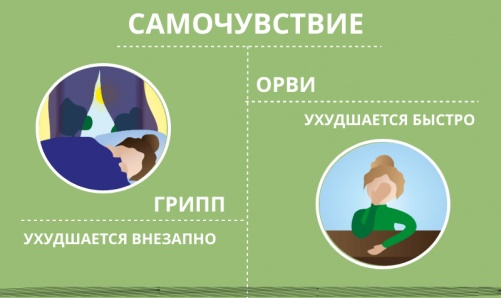 САМОЧУВСТВИЕ
ОРВИ
УХУДШАЕТСЯ БЫСТРО
ГРИПП
УХУДШАЕТСЯ ВНЕЗАПНО